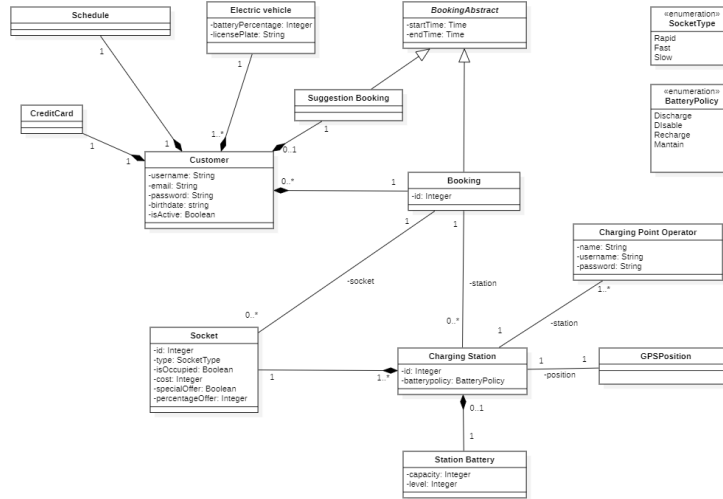 Schedule
Electric vehicle
-batteryPercentage: Integer
-licensePlate: String
BookingAbstract
-startTime: Time
-endTime: Time
«enumeration»
SocketType
Rapid
Fast
Slow
«enumeration»
BatteryPolicy
Discharge
Disable
Recharge
Mantain
1
1
CreditCard
1
Suggestion Booking
1
1
1
1..*
0..1
Customer
-username: String
-email: String
-password: String
-birthdate: string
-isActive: Boolean
0..*
1
Booking
-id: Integer
1
1
Charging Point Operator
-name: String
-username: String
-password: String
1..*
-socket
-station
-station
0..*
0..*
1
Socket
-id: Integer
-type: SocketType
-isOccupied: Boolean
-cost: Integer
-specialOffer: Boolean
-percentageOffer: Integer
1
1..*
Charging Station
-id: Integer
-batterypolicy: BatteryPolicy
1
1
-position
GPSPosition
0..1
1
Station Battery
-capacity: Integer
-level: Integer